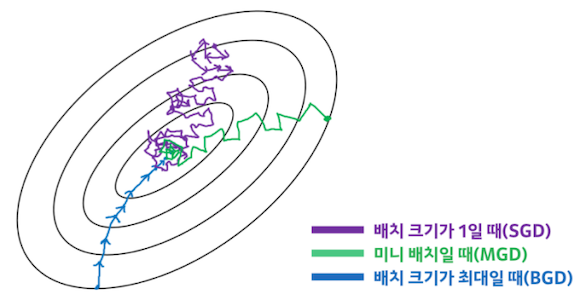 배치 크기가 1일 때(SGD)
미니 배치일 때(MGD)
배치 크기가 최대일 때(BGD)